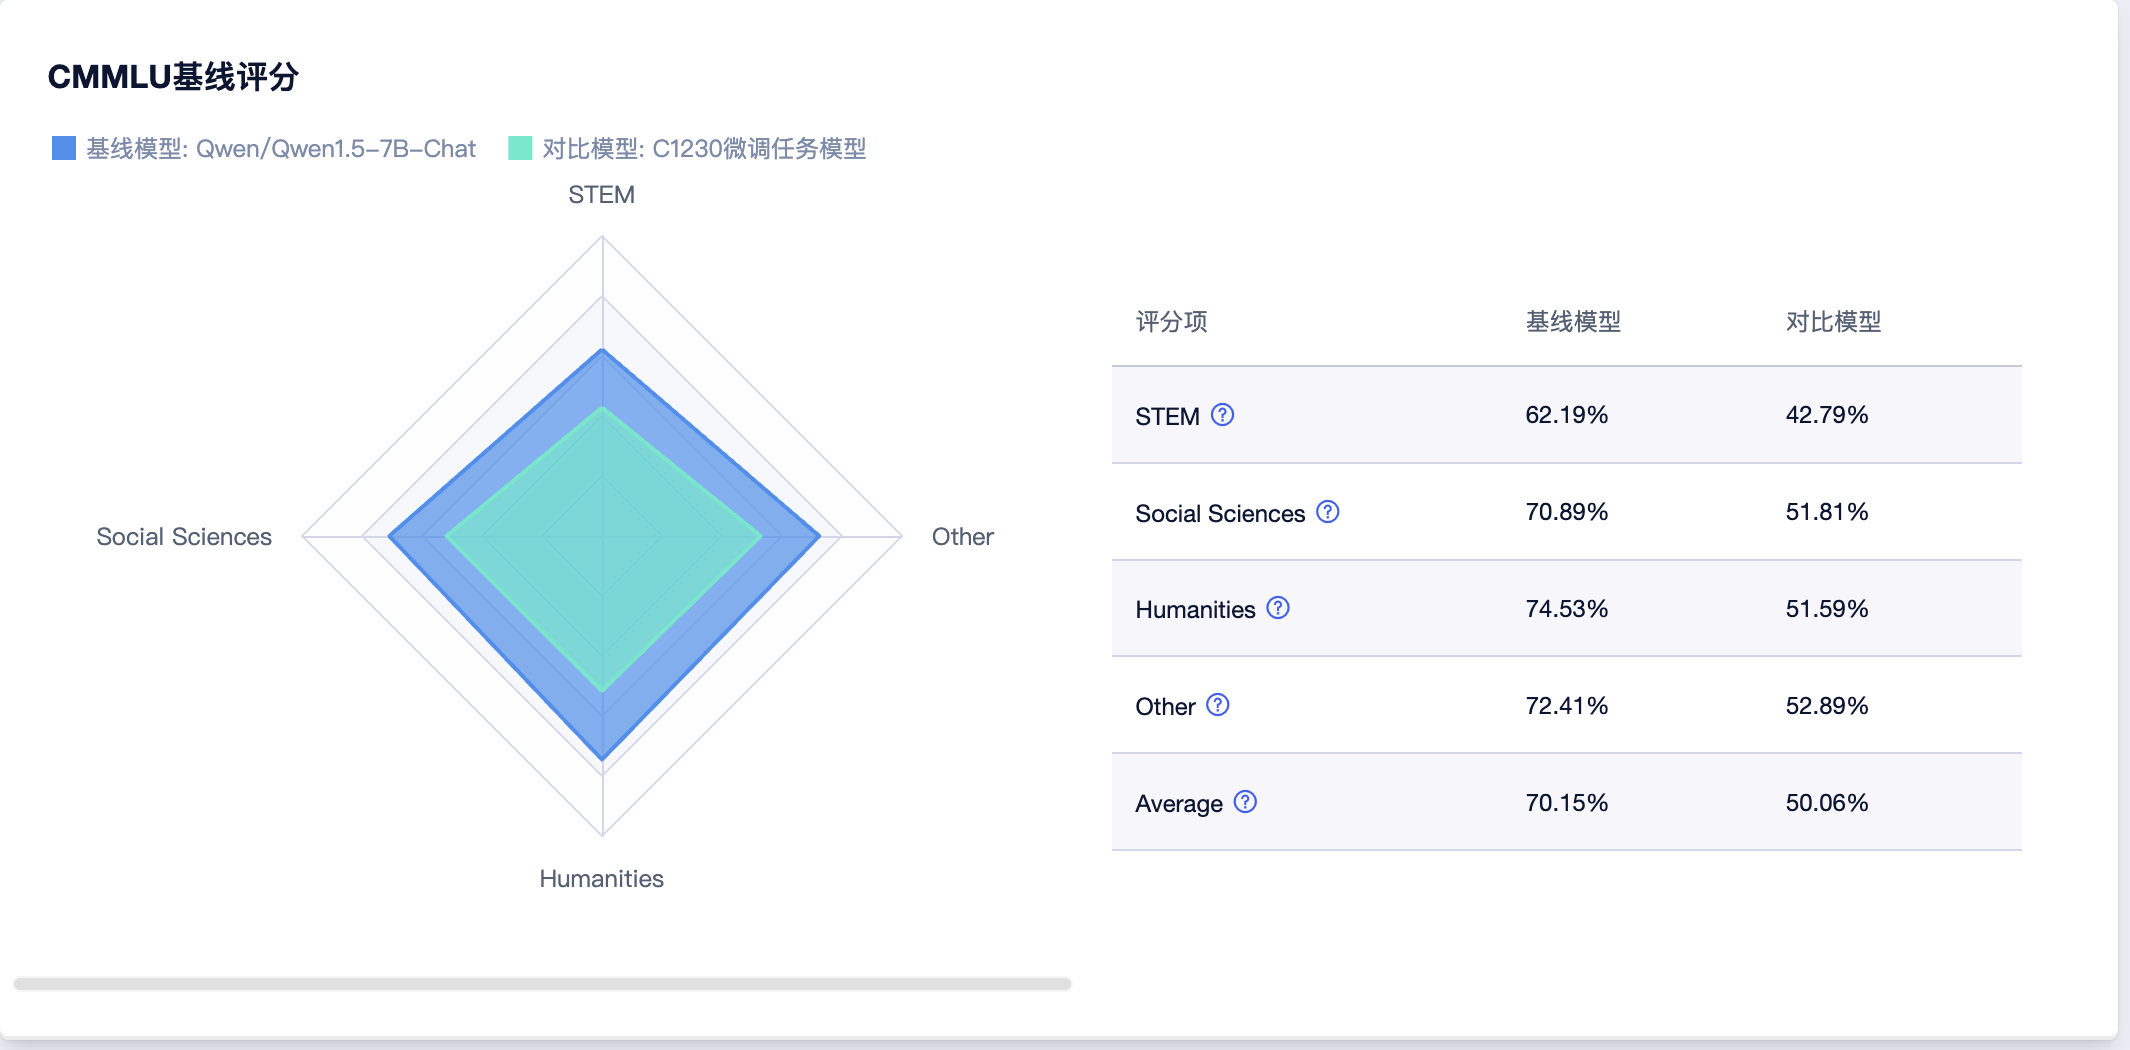 CMMLU基线评分
基线模型: Qwen/Qwen1.5-7B-Chat 对比模型: C1230微调任务模型
STEM
Social Sciences
Other
Humanities
评分项 基线模型 对比模型
STEM ? 62.19% 42.79%
Social Sciences ? 70.89% 51.81%
Humanities ? 74.53% 51.59%
Other ? 72.41% 52.89%
Average ? 70.15% 50.06%